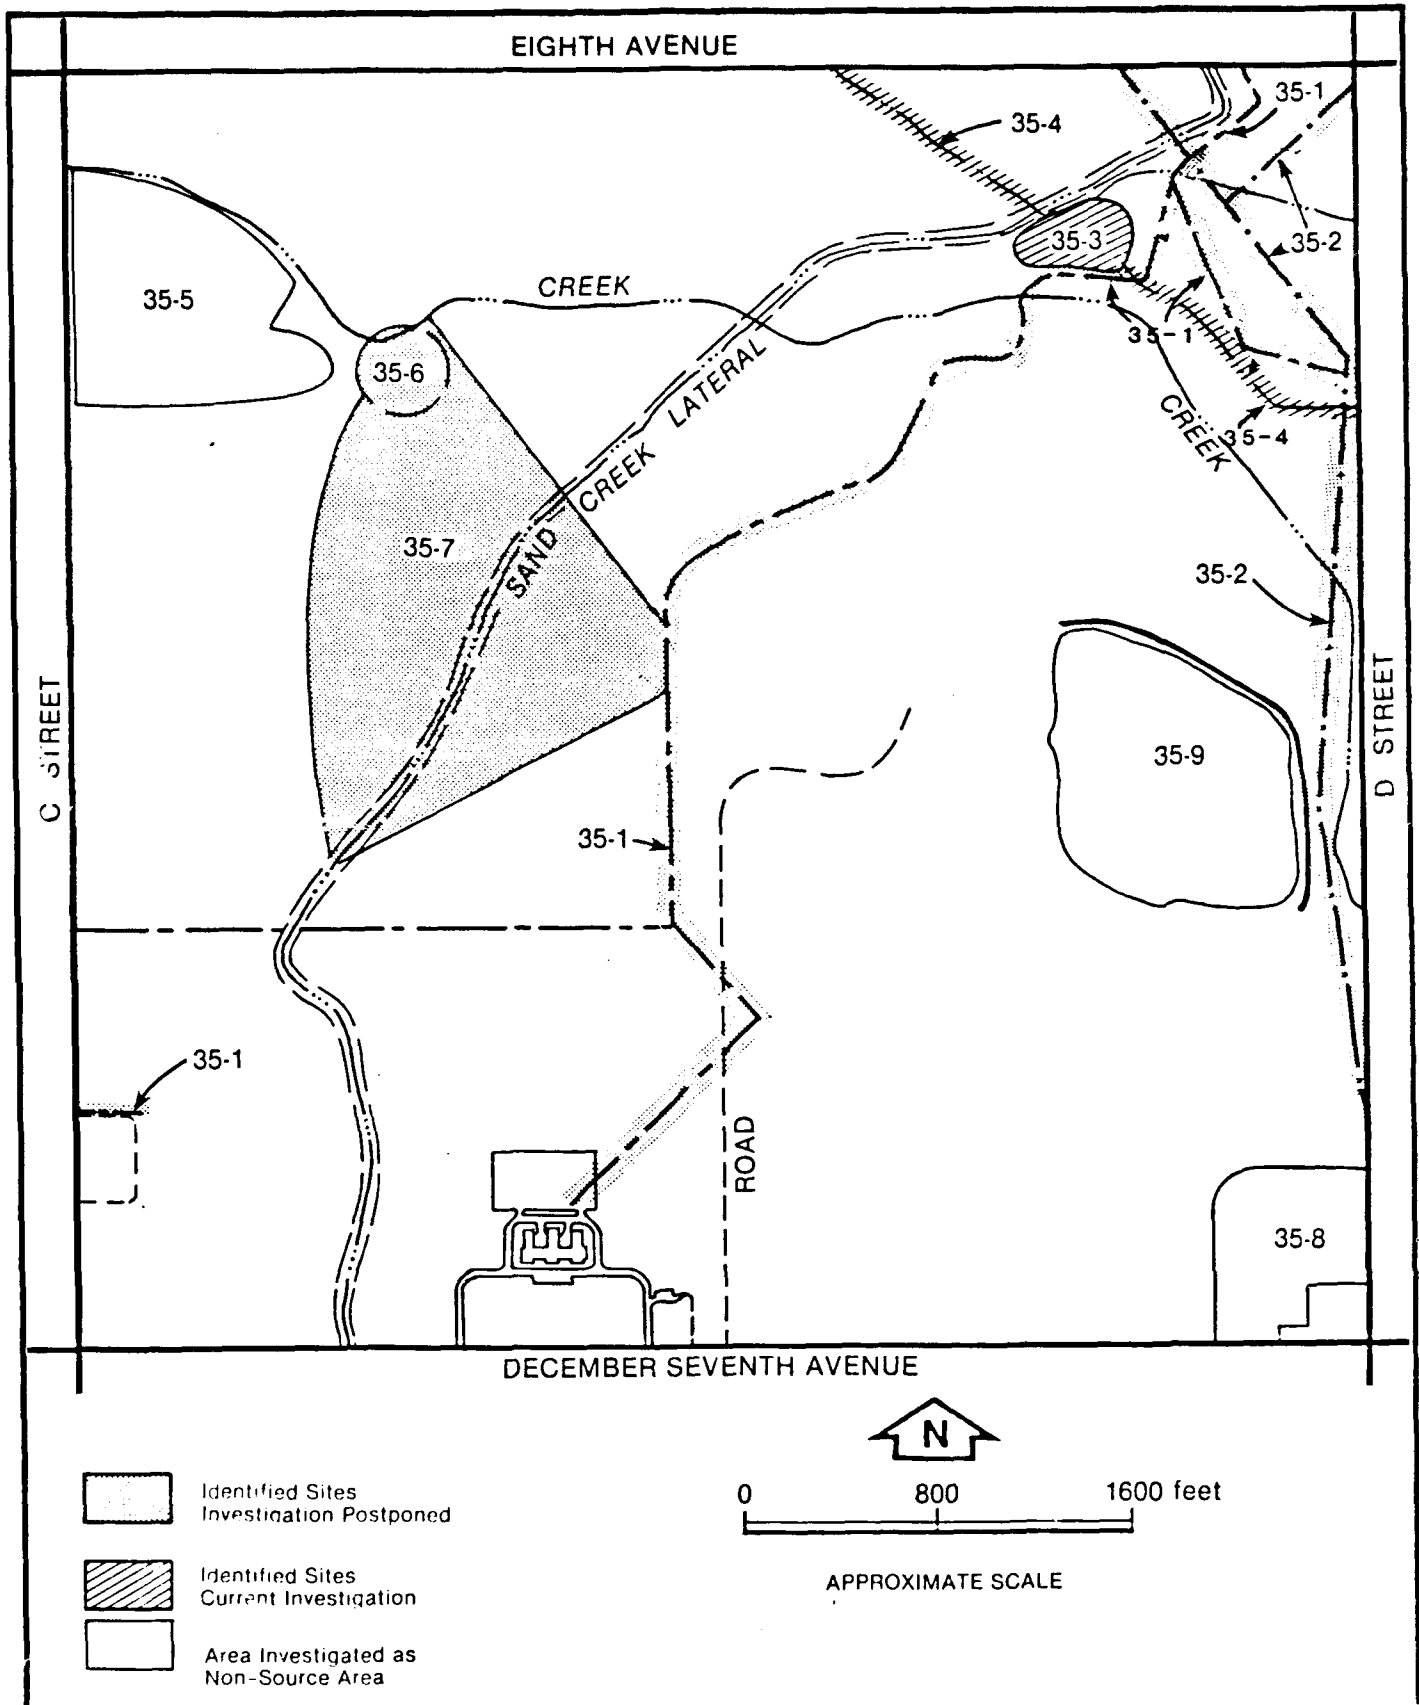 EIGHTH AVENUE
35-1
35-4
35-2
35-3
35-5
CREEK
35-1
35-6
LATERAL
CREEK
35-4
SAND CREEK
35-7
35-2
C STREET
D STREET
35-9
35-1
35-1
ROAD
35-8
DECEMBER SEVENTH AVENUE
N
Identified Sites
Investigation Postponed
0 800 1600 feet
Identified Sites
Current Investigation
APPROXIMATE SCALE
Area Investigated as
Non-Source Area